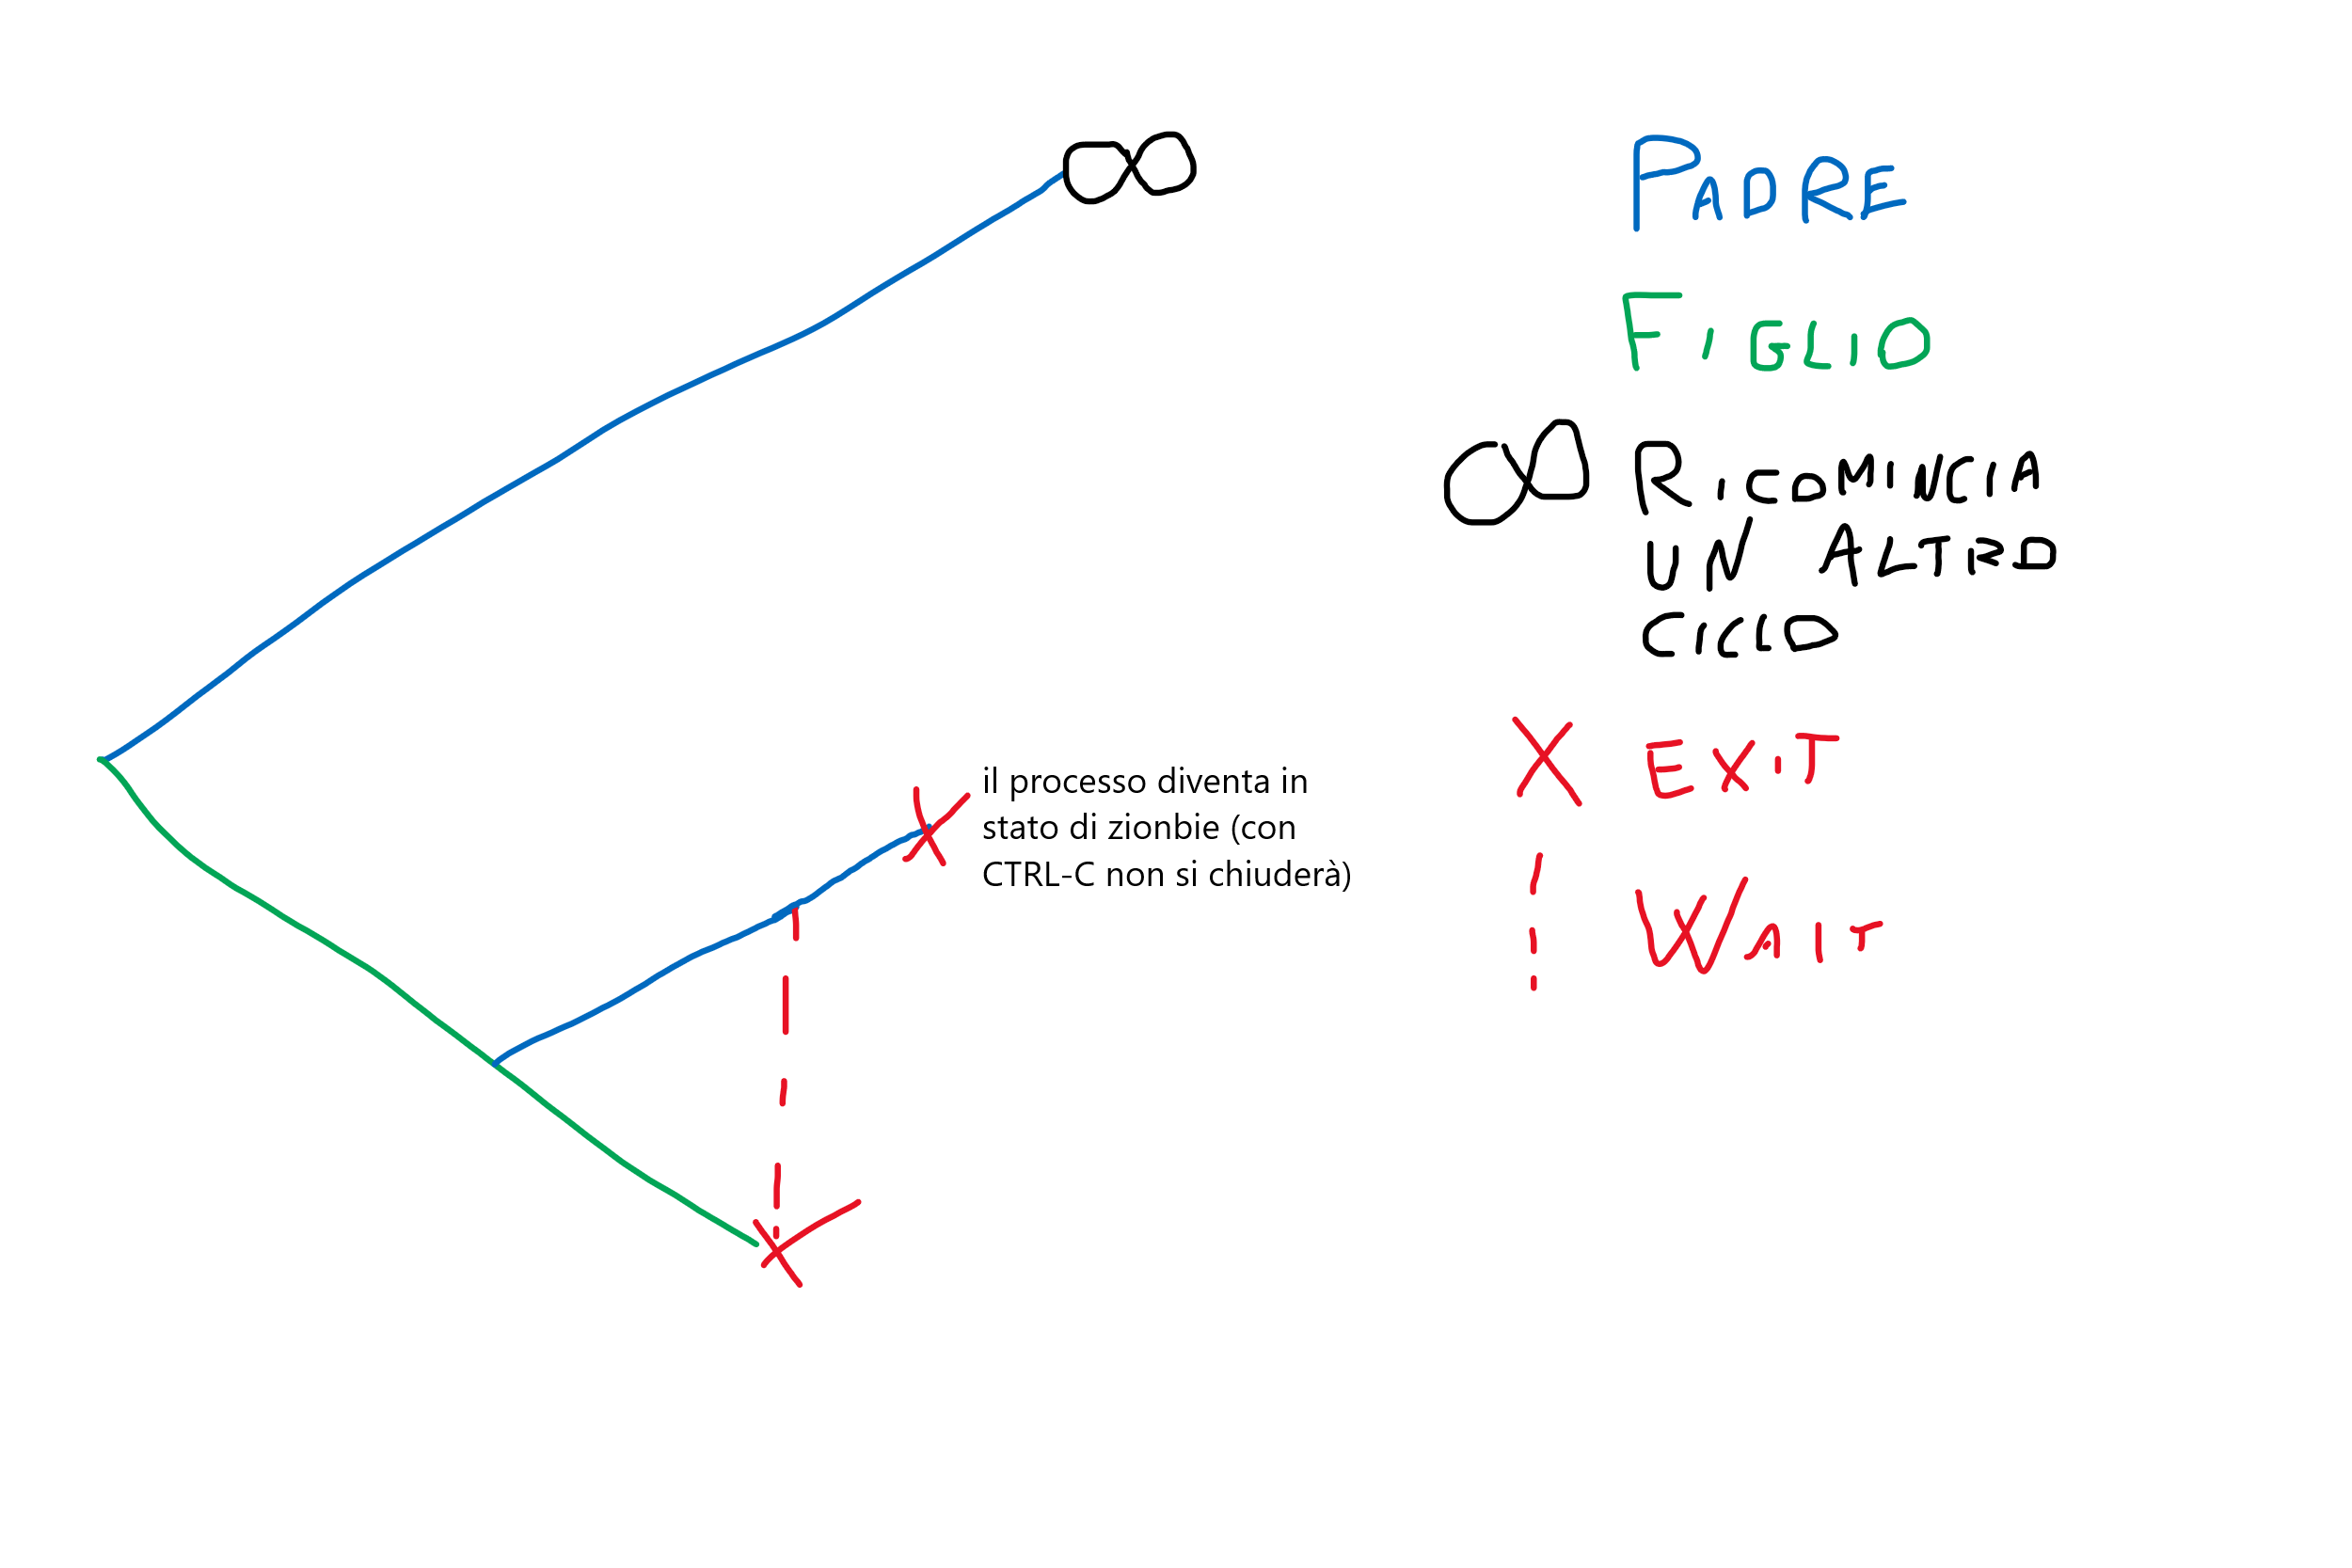 PADRE
FIGLIO
∞ RICOMINCIA
UN ALTRO
CICLO
il processo diventa in
stato di zionbie (con
CTRL-C non si chiuderà)
X EXIT
WAIT